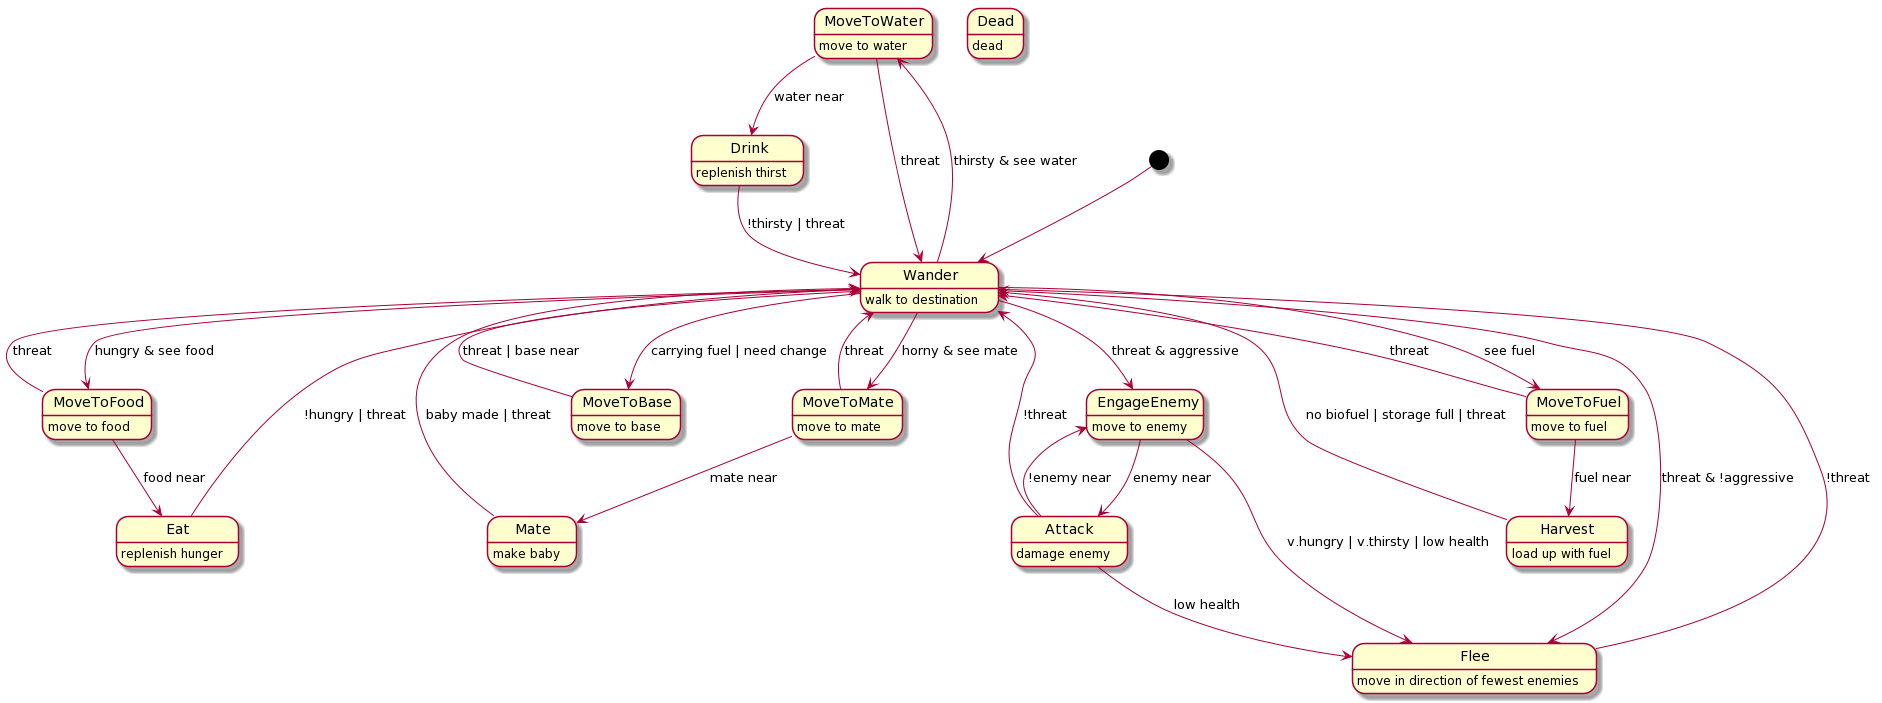 MoveToWater
move to water
Dead
dead
water near
Drink
replenish thirst
threat
thirsty & see water
!thirsty | threat
Wander
walk to destination
threat
hungry & see food
threat | base near
carrying fuel | need change
threat
horny & see mate
threat & aggressive
threat
see fuel
MoveToFood
move to food
!hungry | threat
baby made | threat
MoveToBase
move to base
MoveToMate
move to mate
!threat
EngageEnemy
move to enemy
no biofuel | storage full | threat
MoveToFuel
move to fuel
food near
mate near
!enemy near
enemy near
fuel near
threat & !aggressive
!threat
Eat
replenish hunger
Mate
make baby
Attack
damage enemy
v.hungry | v.thirsty | low health
Harvest
load up with fuel
low health
Flee
move in direction of fewest enemies